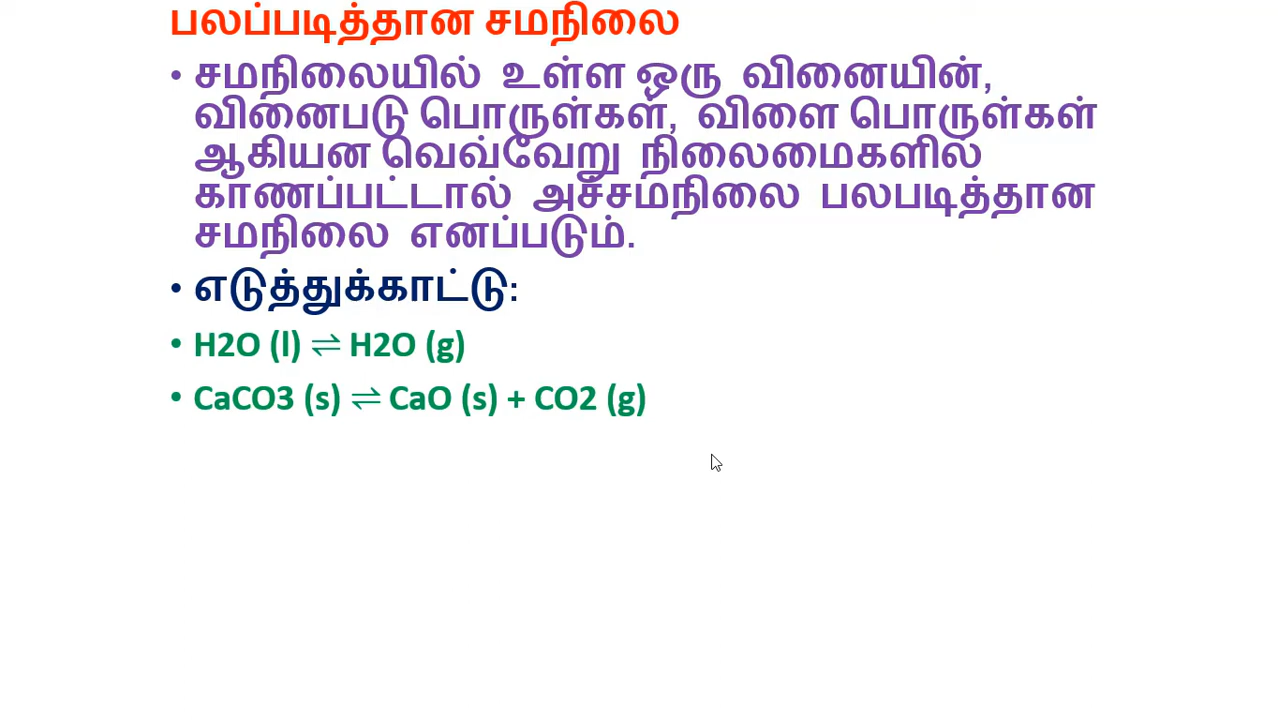 பலப்படித்தான சமநிலை
• சமநிலையில் உள்ள ஒரு வினையின்,
வினைபடு பொருள்கள், விளை பொருள்கள்
ஆகியன வெவ்வேறு நிலைமைகளில்
காணப்பட்டால் அச்சமநிலை பலபடித்தான
சமநிலை எனப்படும்.
• எடுத்துக்காட்டு:
• H2O (l) ⇌ H2O (g)
• CaCO3 (s) ⇌ CaO (s) + CO2 (g)